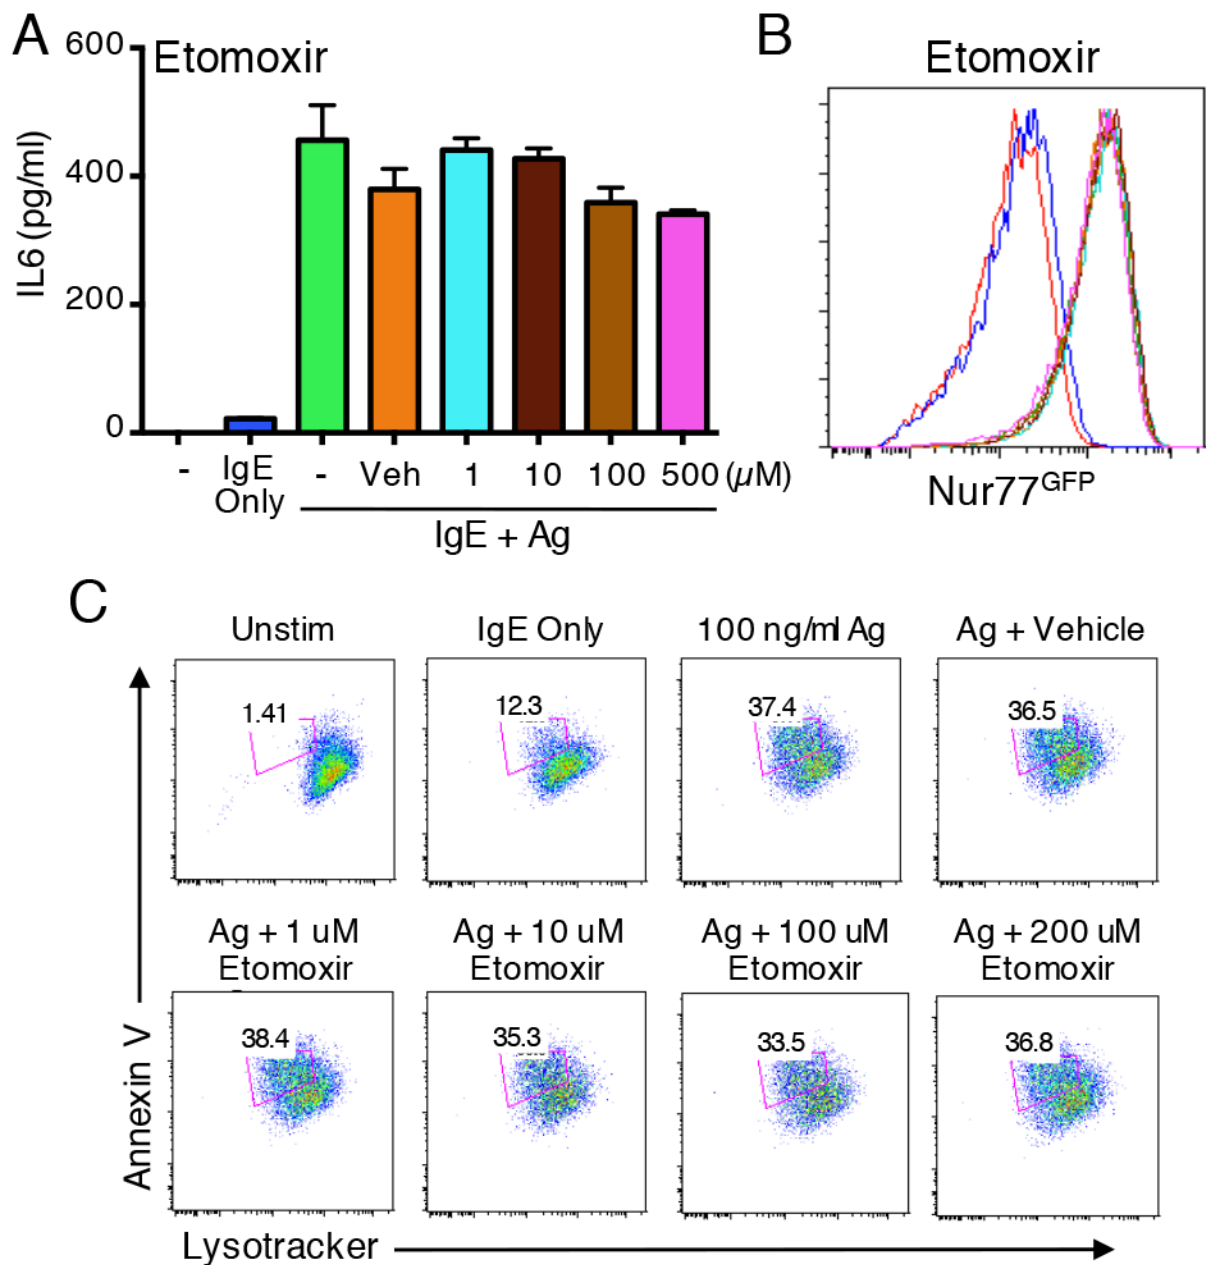 A
B
Etomoxir
Etomoxir
600
400
200
0
IL6 (pg/ml)
- IgE Only - Veh 1 10 100 500 (µM)
IgE + Ag
Nur77GFP
C
Unstim IgE Only 100 ng/ml Ag Ag + Vehicle
1.41 12.3 37.4 36.5
Ag + 1 uM Ag + 10 uM Ag + 100 uM Ag + 200 uM
Etomoxir Etomoxir Etomoxir Etomoxir
38.4 35.3 33.5 36.8
Annexin V
Lysotracker